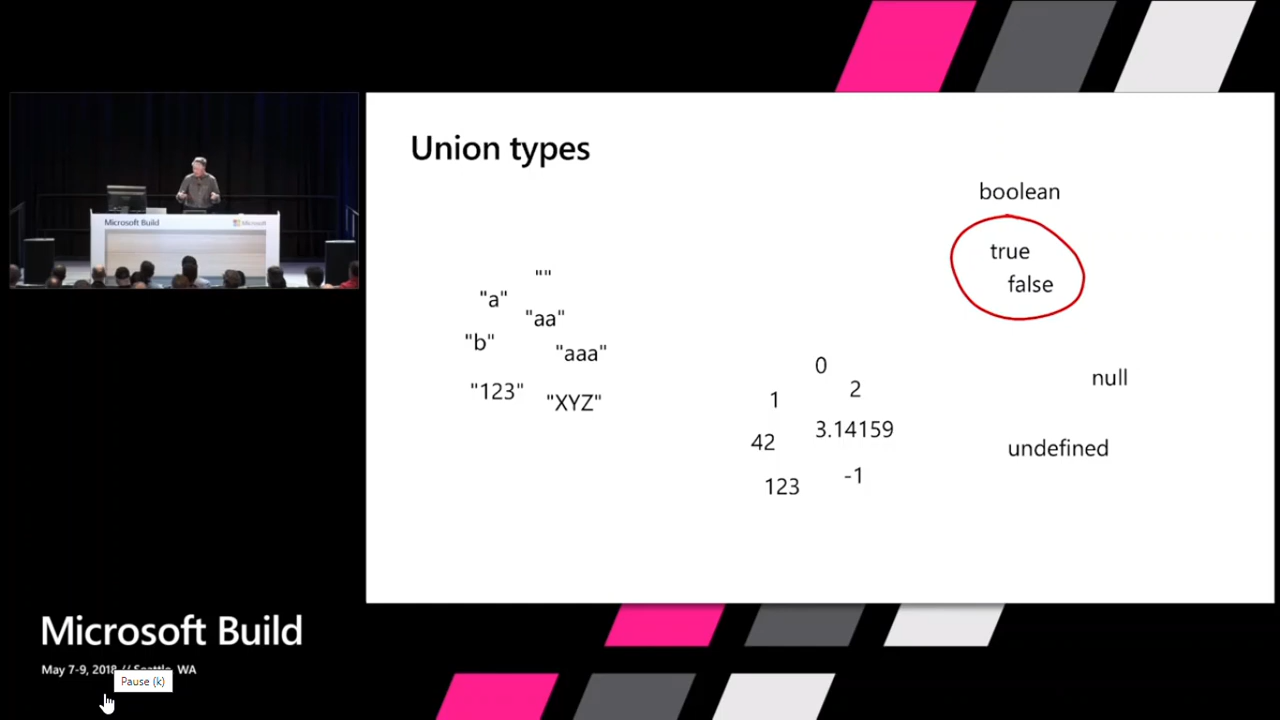 Union types
boolean
true
false
""
"a"
"aa"
"b"
"aaa"
"123"
"XYZ"
0
2
1
3.14159
42
-1
123
null
undefined
Microsoft Build
Microsoft
Microsoft Build
May 7-9, 2018 // Seattle, WA
Pause (k)